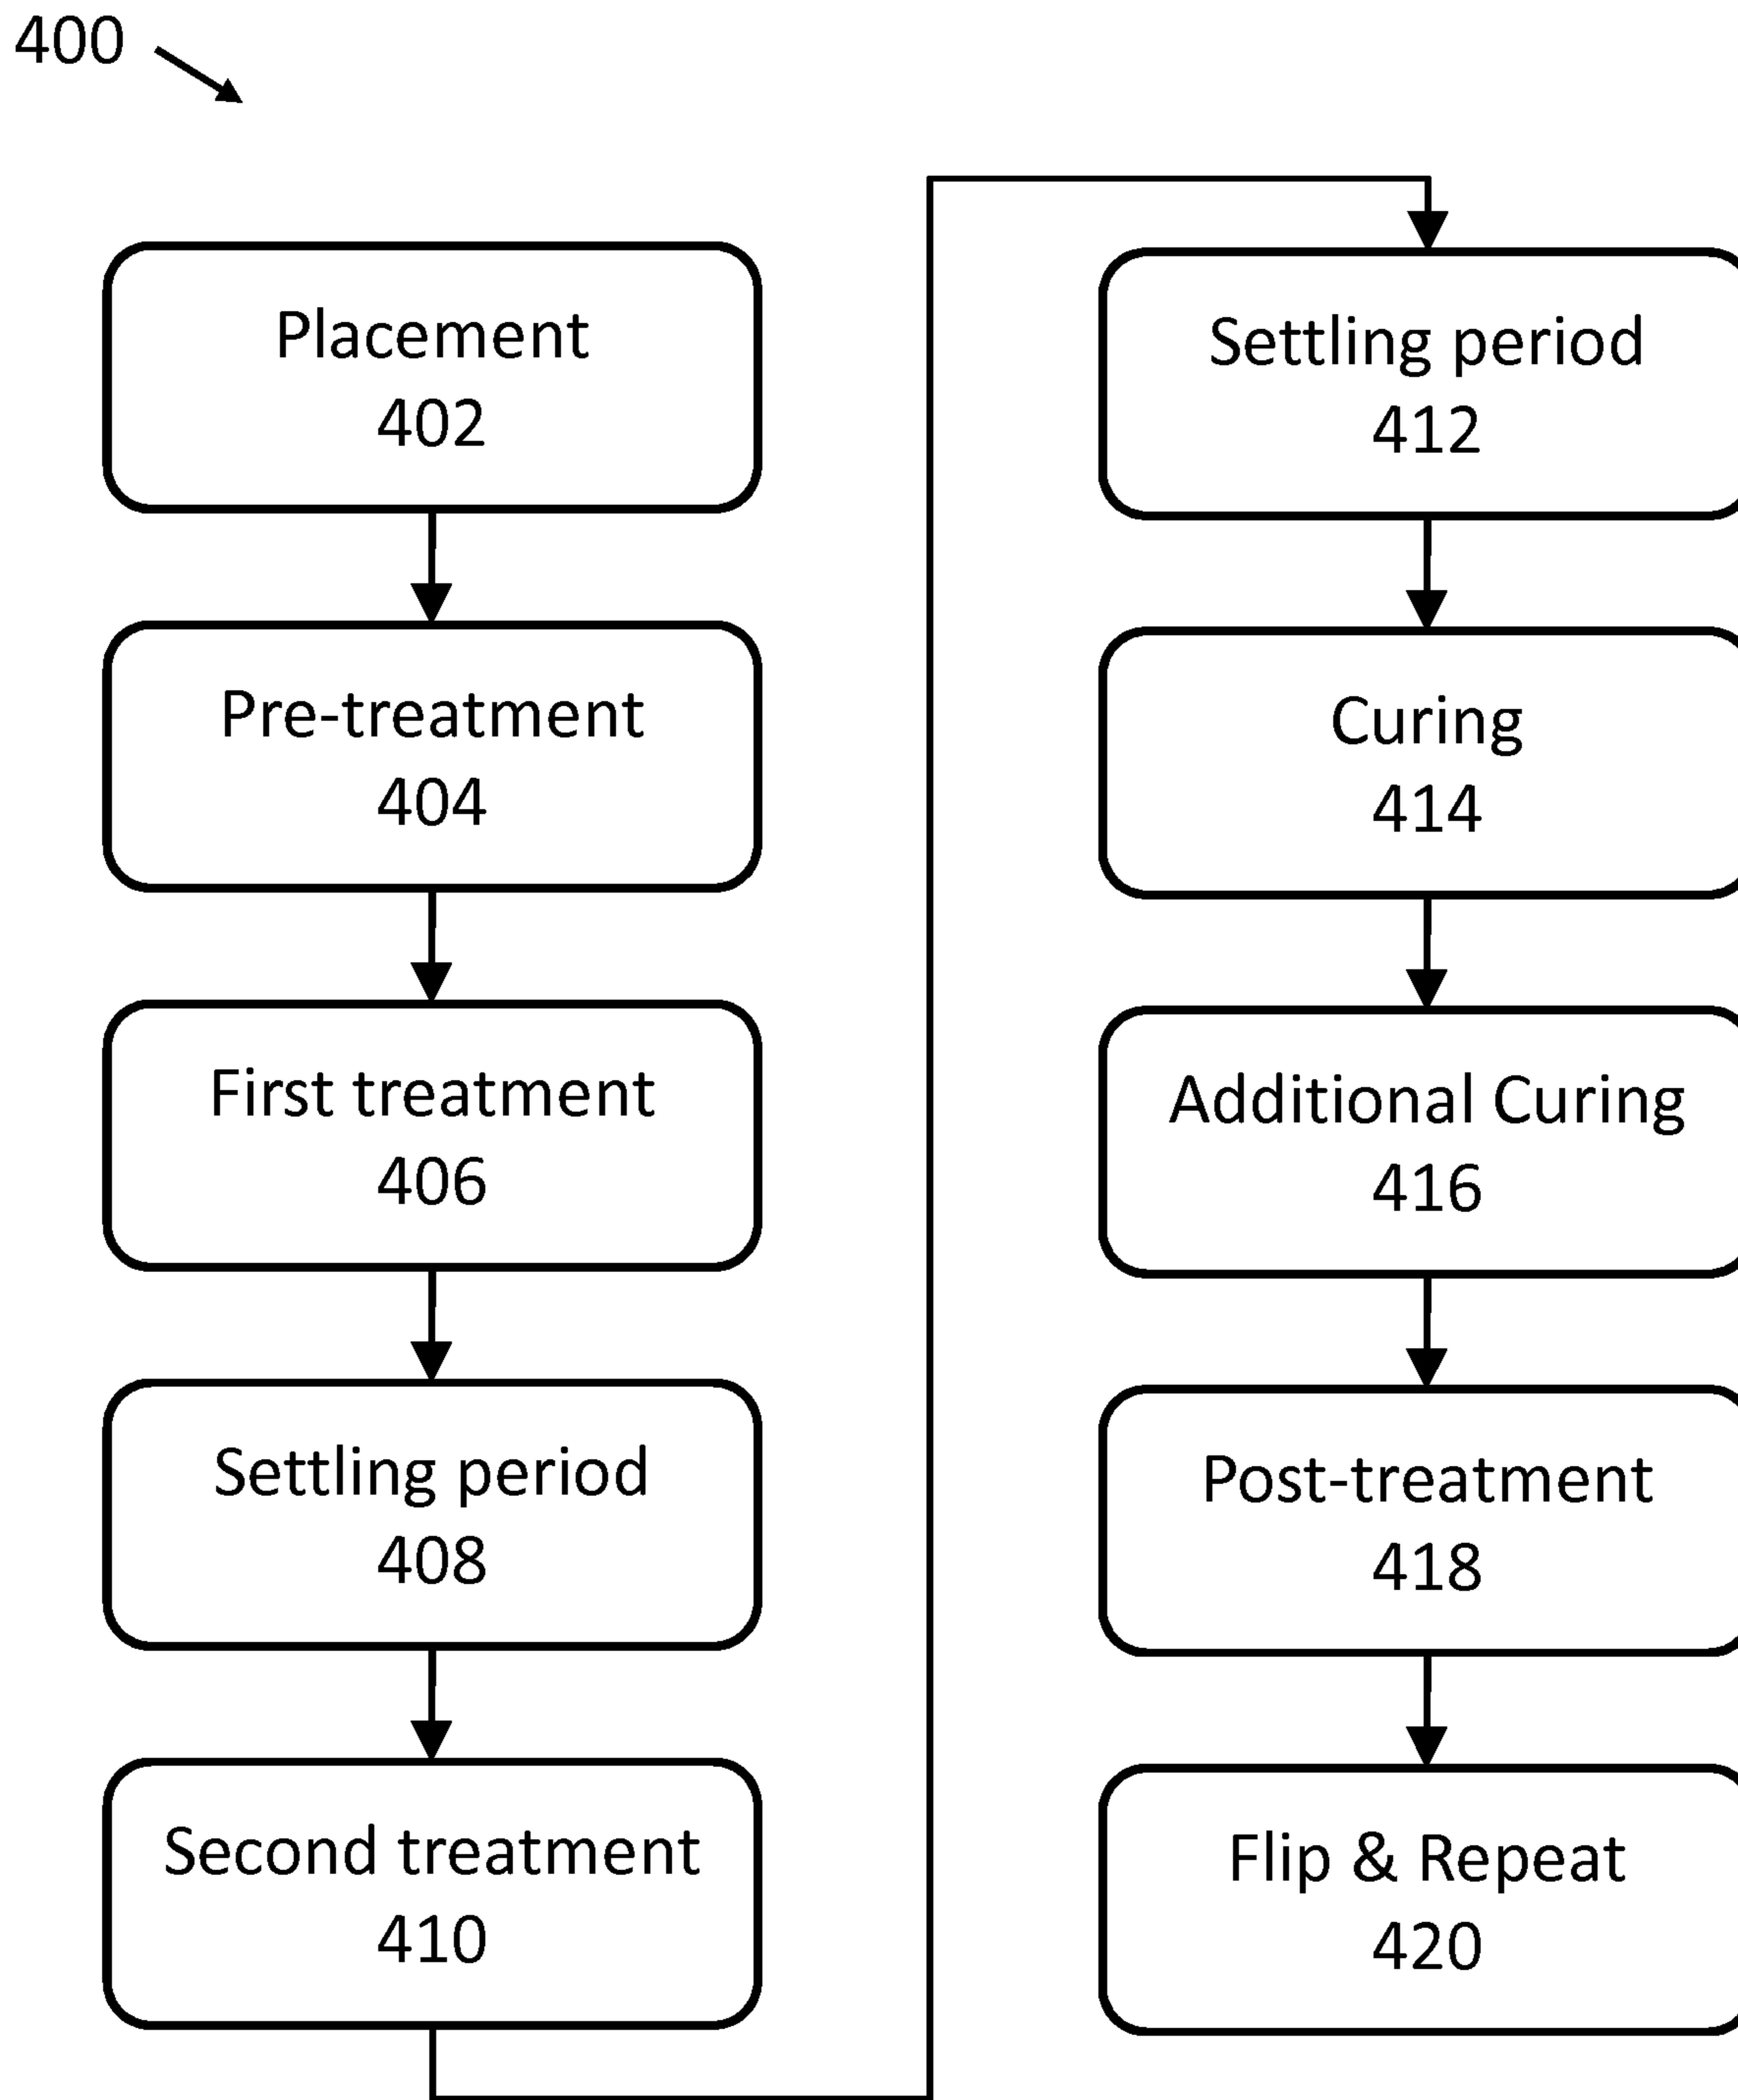 400
Placement
402
Pre-treatment
404
First treatment
406
Settling period
408
Second treatment
410
Settling period
412
Curing
414
Additional Curing
416
Post-treatment
418
Flip & Repeat
420